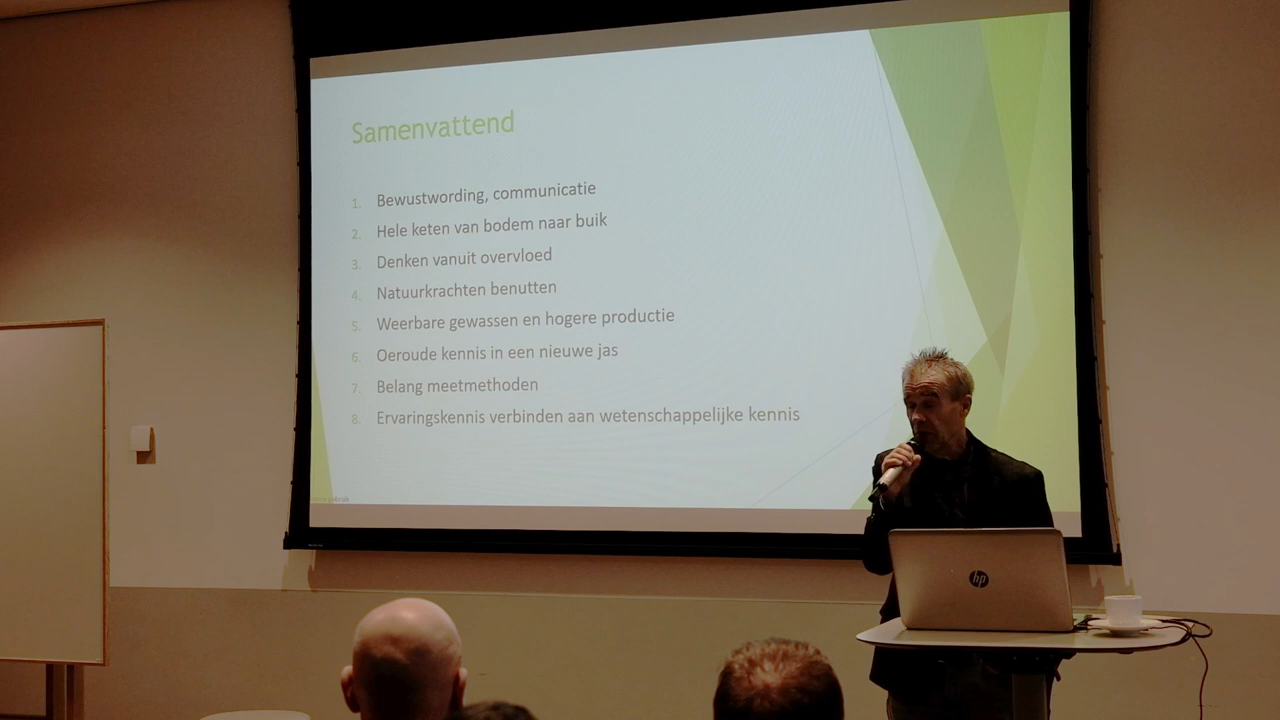 Samenvattend
1. Bewustwording, communicatie
2. Hele keten van bodem naar buik
3. Denken vanuit overvloed
4. Natuurkrachten benutten
5. Weerbare gewassen en hogere productie
6. Oeroude kennis in een nieuwe jas
7. Belang meetmethoden
8. Ervaringskennis verbinden aan wetenschappelijke kennis
hp